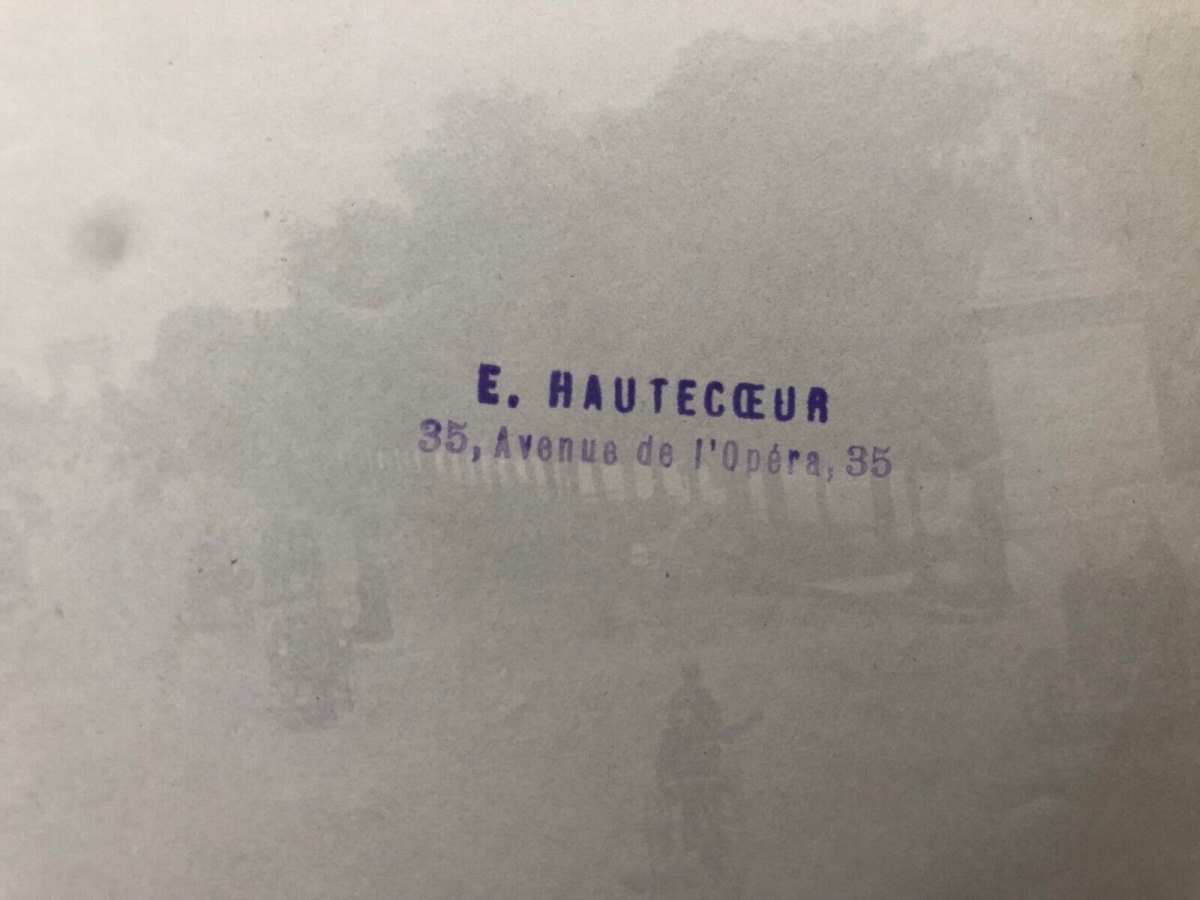 E. HAUTECŒUR
35, Avenue de l'Opéra, 35